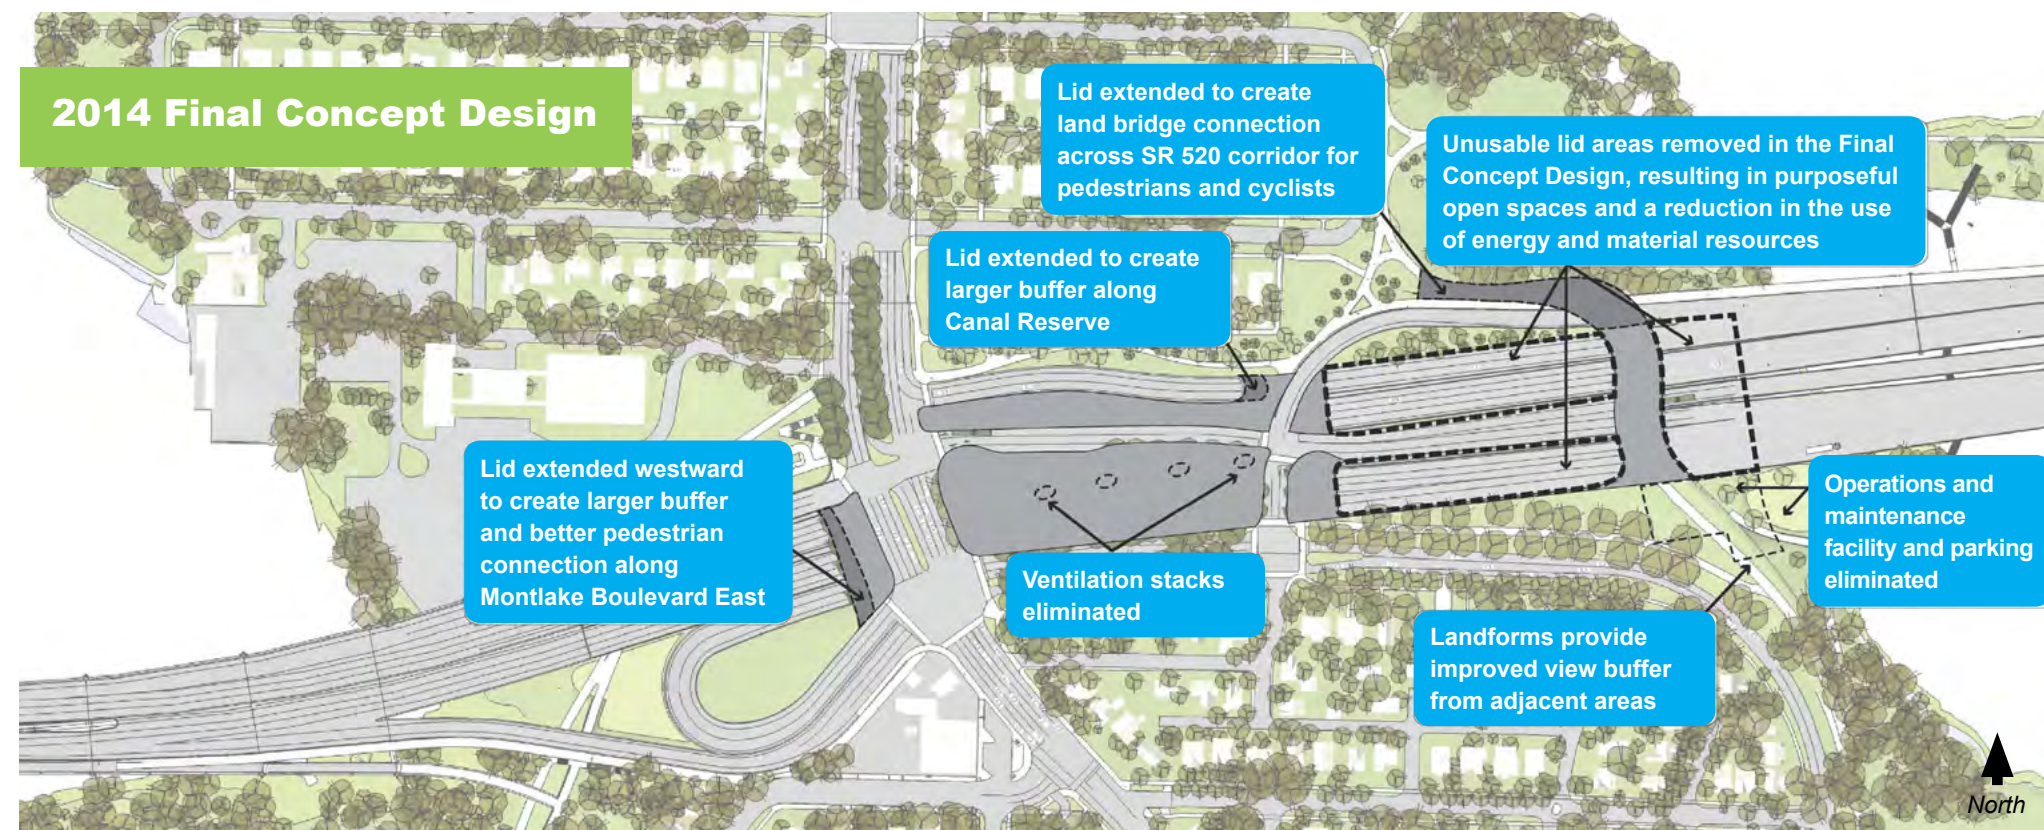 2014 Final Concept Design
Lid extended to create
land bridge connection
across SR 520 corridor for
pedestrians and cyclists
Unusable lid areas removed in the Final
Concept Design, resulting in purposeful
open spaces and a reduction in the use
of energy and material resources
Lid extended to create
larger buffer along
Canal Reserve
Lid extended westward
to create larger buffer
and better pedestrian
connection along
Montlake Boulevard East
Ventilation stacks
eliminated
Operations and
maintenance
facility and parking
eliminated
Landforms provide
improved view buffer
from adjacent areas
North